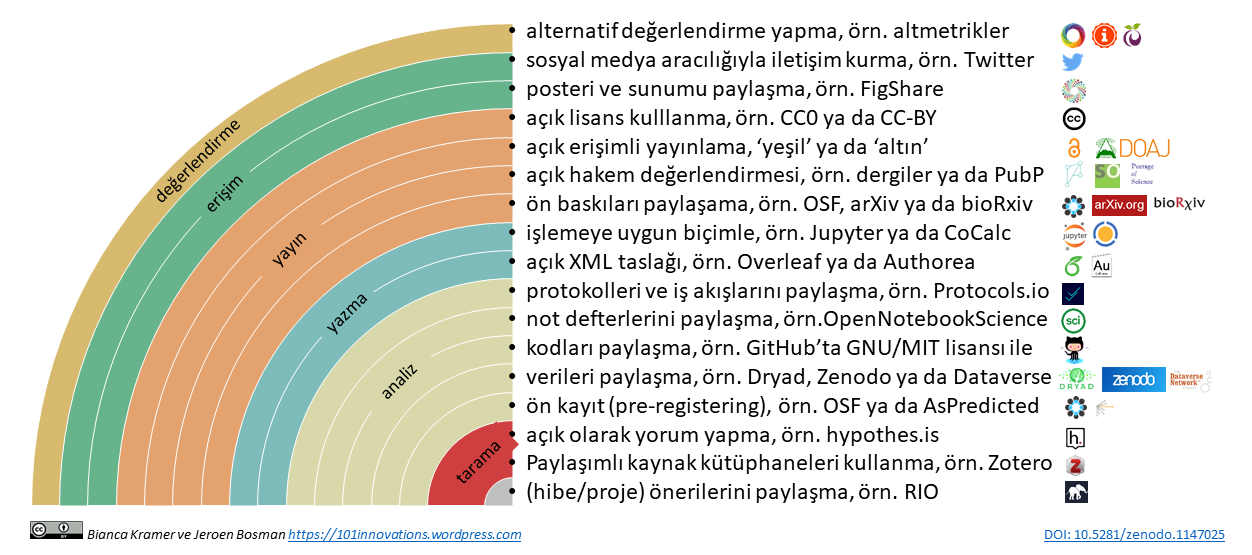 alternatif değerlendirme yapma, örn. altmetrikler
sosyal medya aracılığıyla iletişim kurma, örn. Twitter
posteri ve sunumu paylaşma, örn. FigShare
açık lisans kulllanma, örn. CC0 ya da CC-BY
cc
açık erişimli yayınlama, ‘yeşil’ ya da ‘altın’
DOAJ
açık hakem değerlendirmesi, örn. dergiler ya da PubP
SO
Peerage of Science
ön baskıları paylaşama, örn. OSF, arXiv ya da bioRxiv
arXiv.org
bioRχiv
işlemeye uygun biçimle, örn. Jupyter ya da CoCalc
jupyter
açık XML taslağı, örn. Overleaf ya da Authorea
Au
protokolleri ve iş akışlarını paylaşma, örn. Protocols.io
not defterlerini paylaşma, örn.OpenNotebookScience
sci
kodları paylaşma, örn. GitHub’ta GNU/MIT lisansı ile
verileri paylaşma, örn. Dryad, Zenodo ya da Dataverse
DRYAD
zenodo
Dataverse Network
ön kayıt (pre-registering), örn. OSF ya da AsPredicted
açık olarak yorum yapma, örn. hypothes.is
h.
Paylaşımlı kaynak kütüphaneleri kullanma, örn. Zotero
Z
(hibe/proje) önerilerini paylaşma, örn. RIO
değerlendirme
erişim
yayın
yazma
analiz
tarama
cc BY
Bianca Kramer ve Jeroen Bosman https://101innovations.wordpress.com
DOI: 10.5281/zenodo.1147025